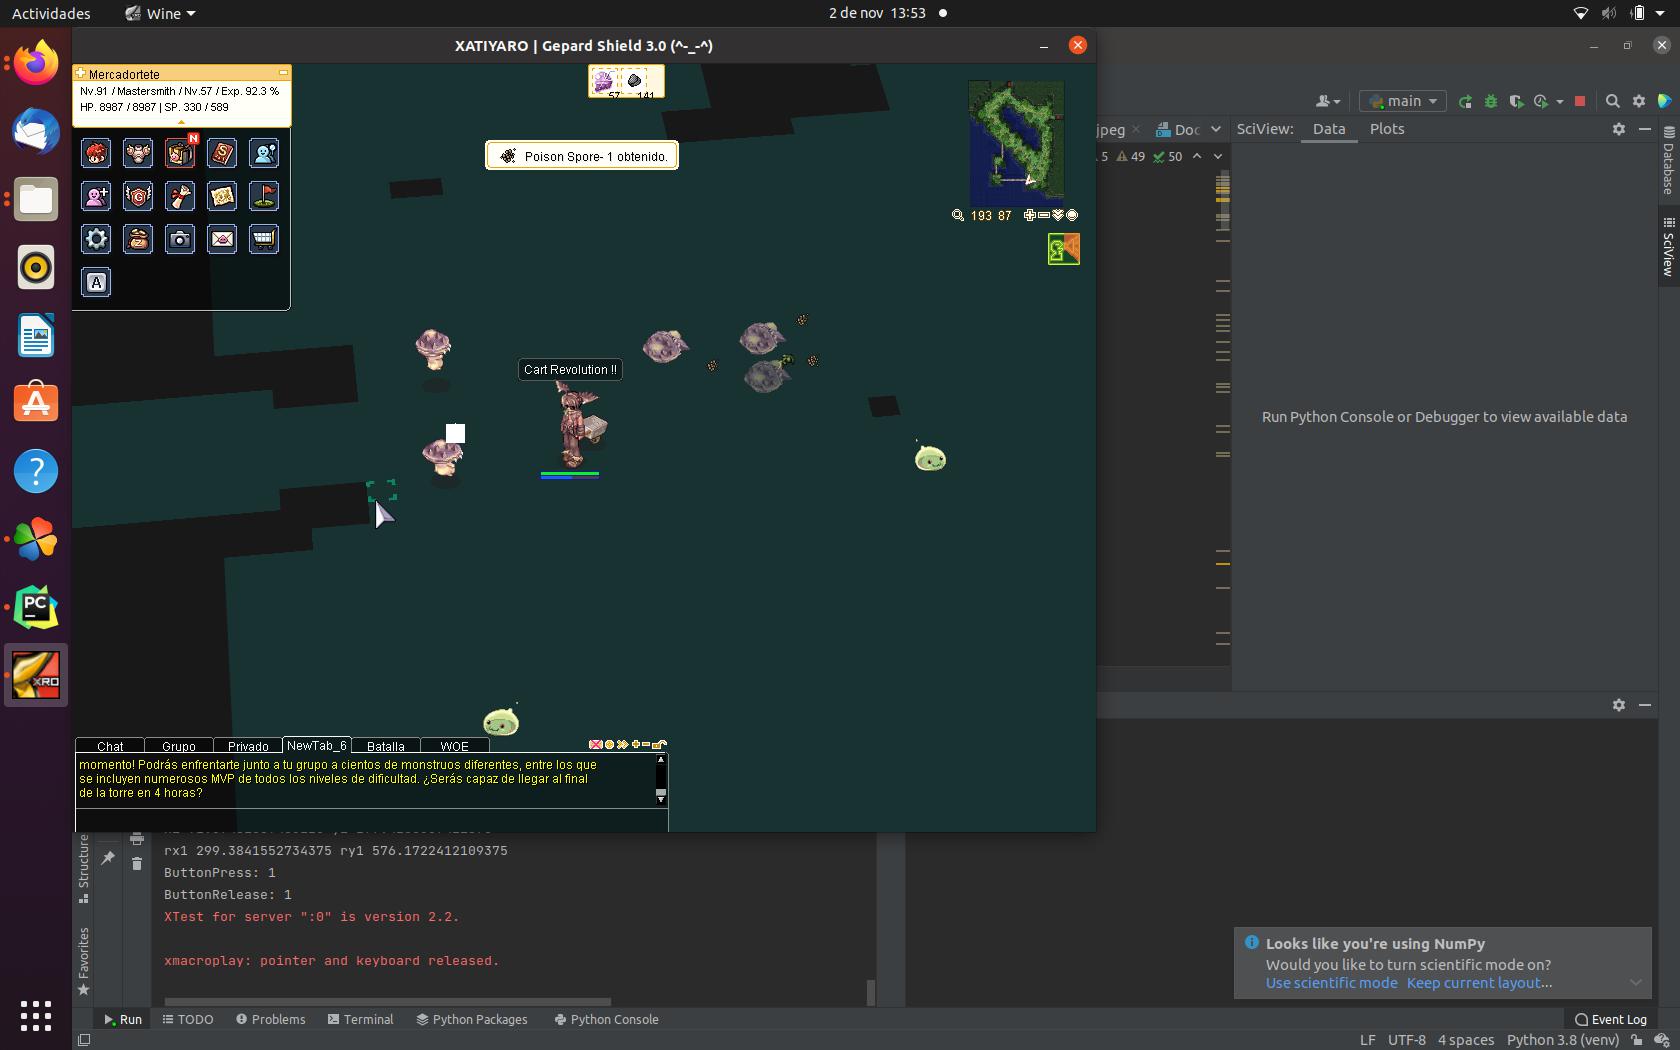 Actividades
Wine
2 de nov 13:53
XATIYARO | Gepard Shield 3.0 (^-_-^)
Mercadortete
Nv.91 / Mastersmith / Nv.57 / Exp. 92.3 %
HP. 8987 / 8987 | SP. 330 / 589
N
A
57
141
Poison Spore- 1 obtenido.
193 87
Cart Revolution !!
main
jpeg
Doc
SciView:
Data
Plots
5
49
50
Database
SciView
Run Python Console or Debugger to view available data
PC
XRO
Chat
Grupo
Privado
NewTab_6
Batalla
WOE
momento! Podrás enfrentarte junto a tu grupo a cientos de monstruos diferentes, entre los que
se incluyen numerosos MVP de todos los niveles de dificultad. ¿Serás capaz de llegar al final
de la torre en 4 horas?
Structure
Favorites
rx1 299.3841552734375 ry1 576.1722412109375
ButtonPress: 1
ButtonRelease: 1
XTest for server ":0" is version 2.2.
xmacroplay: pointer and keyboard released.
Looks like you're using NumPy
Would you like to turn scientific mode on?
Use scientific mode Keep current layout...
Run
TODO
Problems
Terminal
Python Packages
Python Console
Event Log
LF
UTF-8
4 spaces
Python 3.8 (venv)